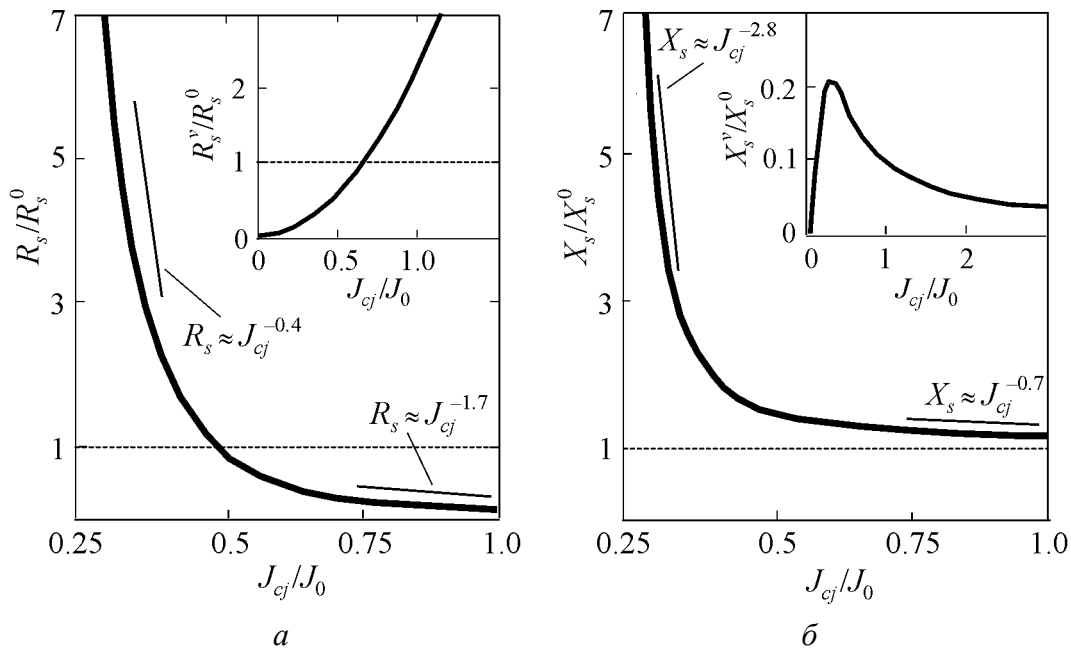 7
5
3
1
R_s/R_s^0
0.25
0.5
0.75
1.0
J_cj/J_0
R_s ≈ J_cj^−0.4
R_s ≈ J_cj^−1.7
2
1
0
R_s^v/R_s^0
0
0.5
1.0
J_cj/J_0
а
7
5
3
1
X_s/X_s^0
0.25
0.5
0.75
1.0
J_cj/J_0
X_s ≈ J_cj^−2.8
X_s ≈ J_cj^−0.7
0.2
0.1
0
X_s^v/X_s^0
0
1
2
J_cj/J_0
б